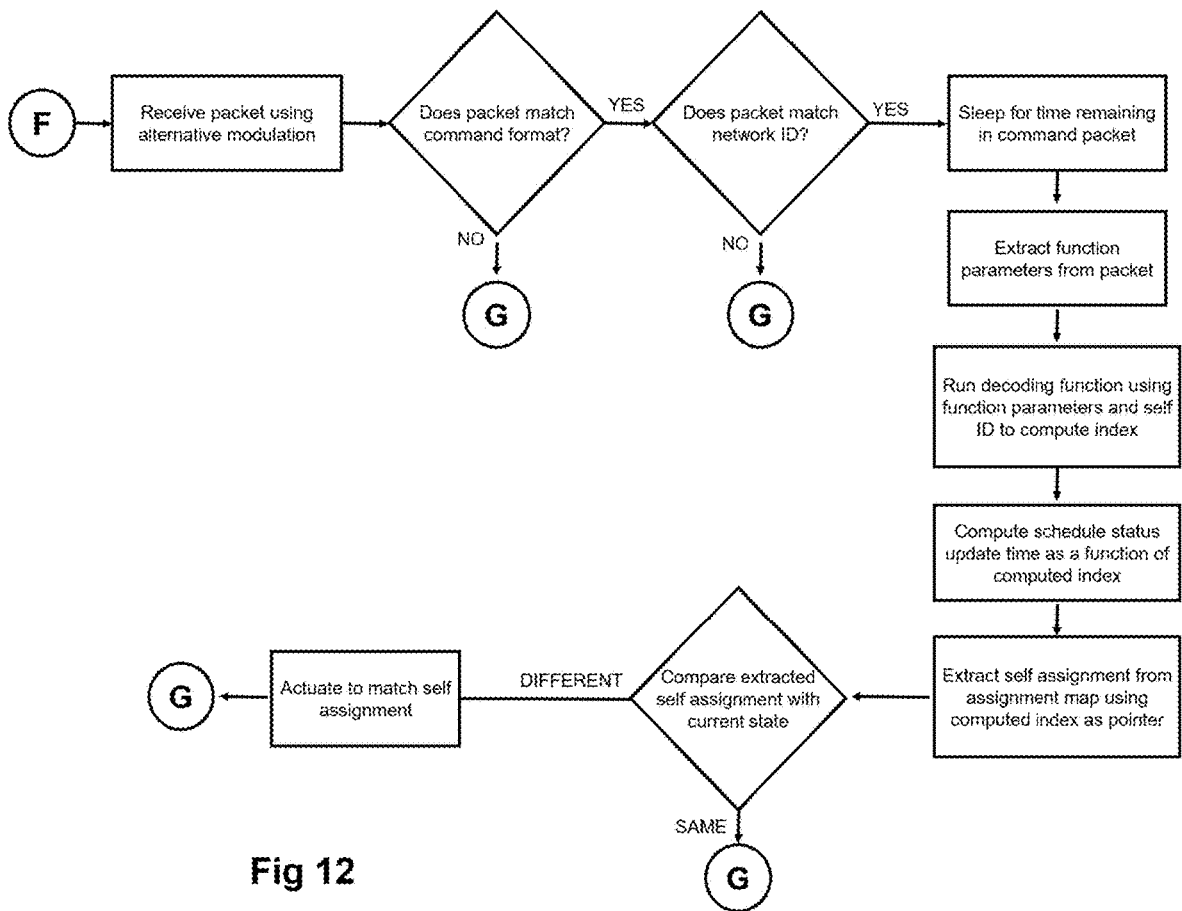 F
Receive packet using
alternative modulation
Does packet match
command format?
YES
Does packet match
network ID?
YES
Sleep for time remaining
in command packet
NO
G
NO
G
Extract function
parameters from packet
Run decoding function using
function parameters and self
ID to compute index
Compute schedule status
update time as a function of
computed index
Extract self assignment from
assignment map using
computed index as pointer
Compare extracted
self assignment with
current state
DIFFERENT
Actuate to match self
assignment
G
SAME
G
Fig 12